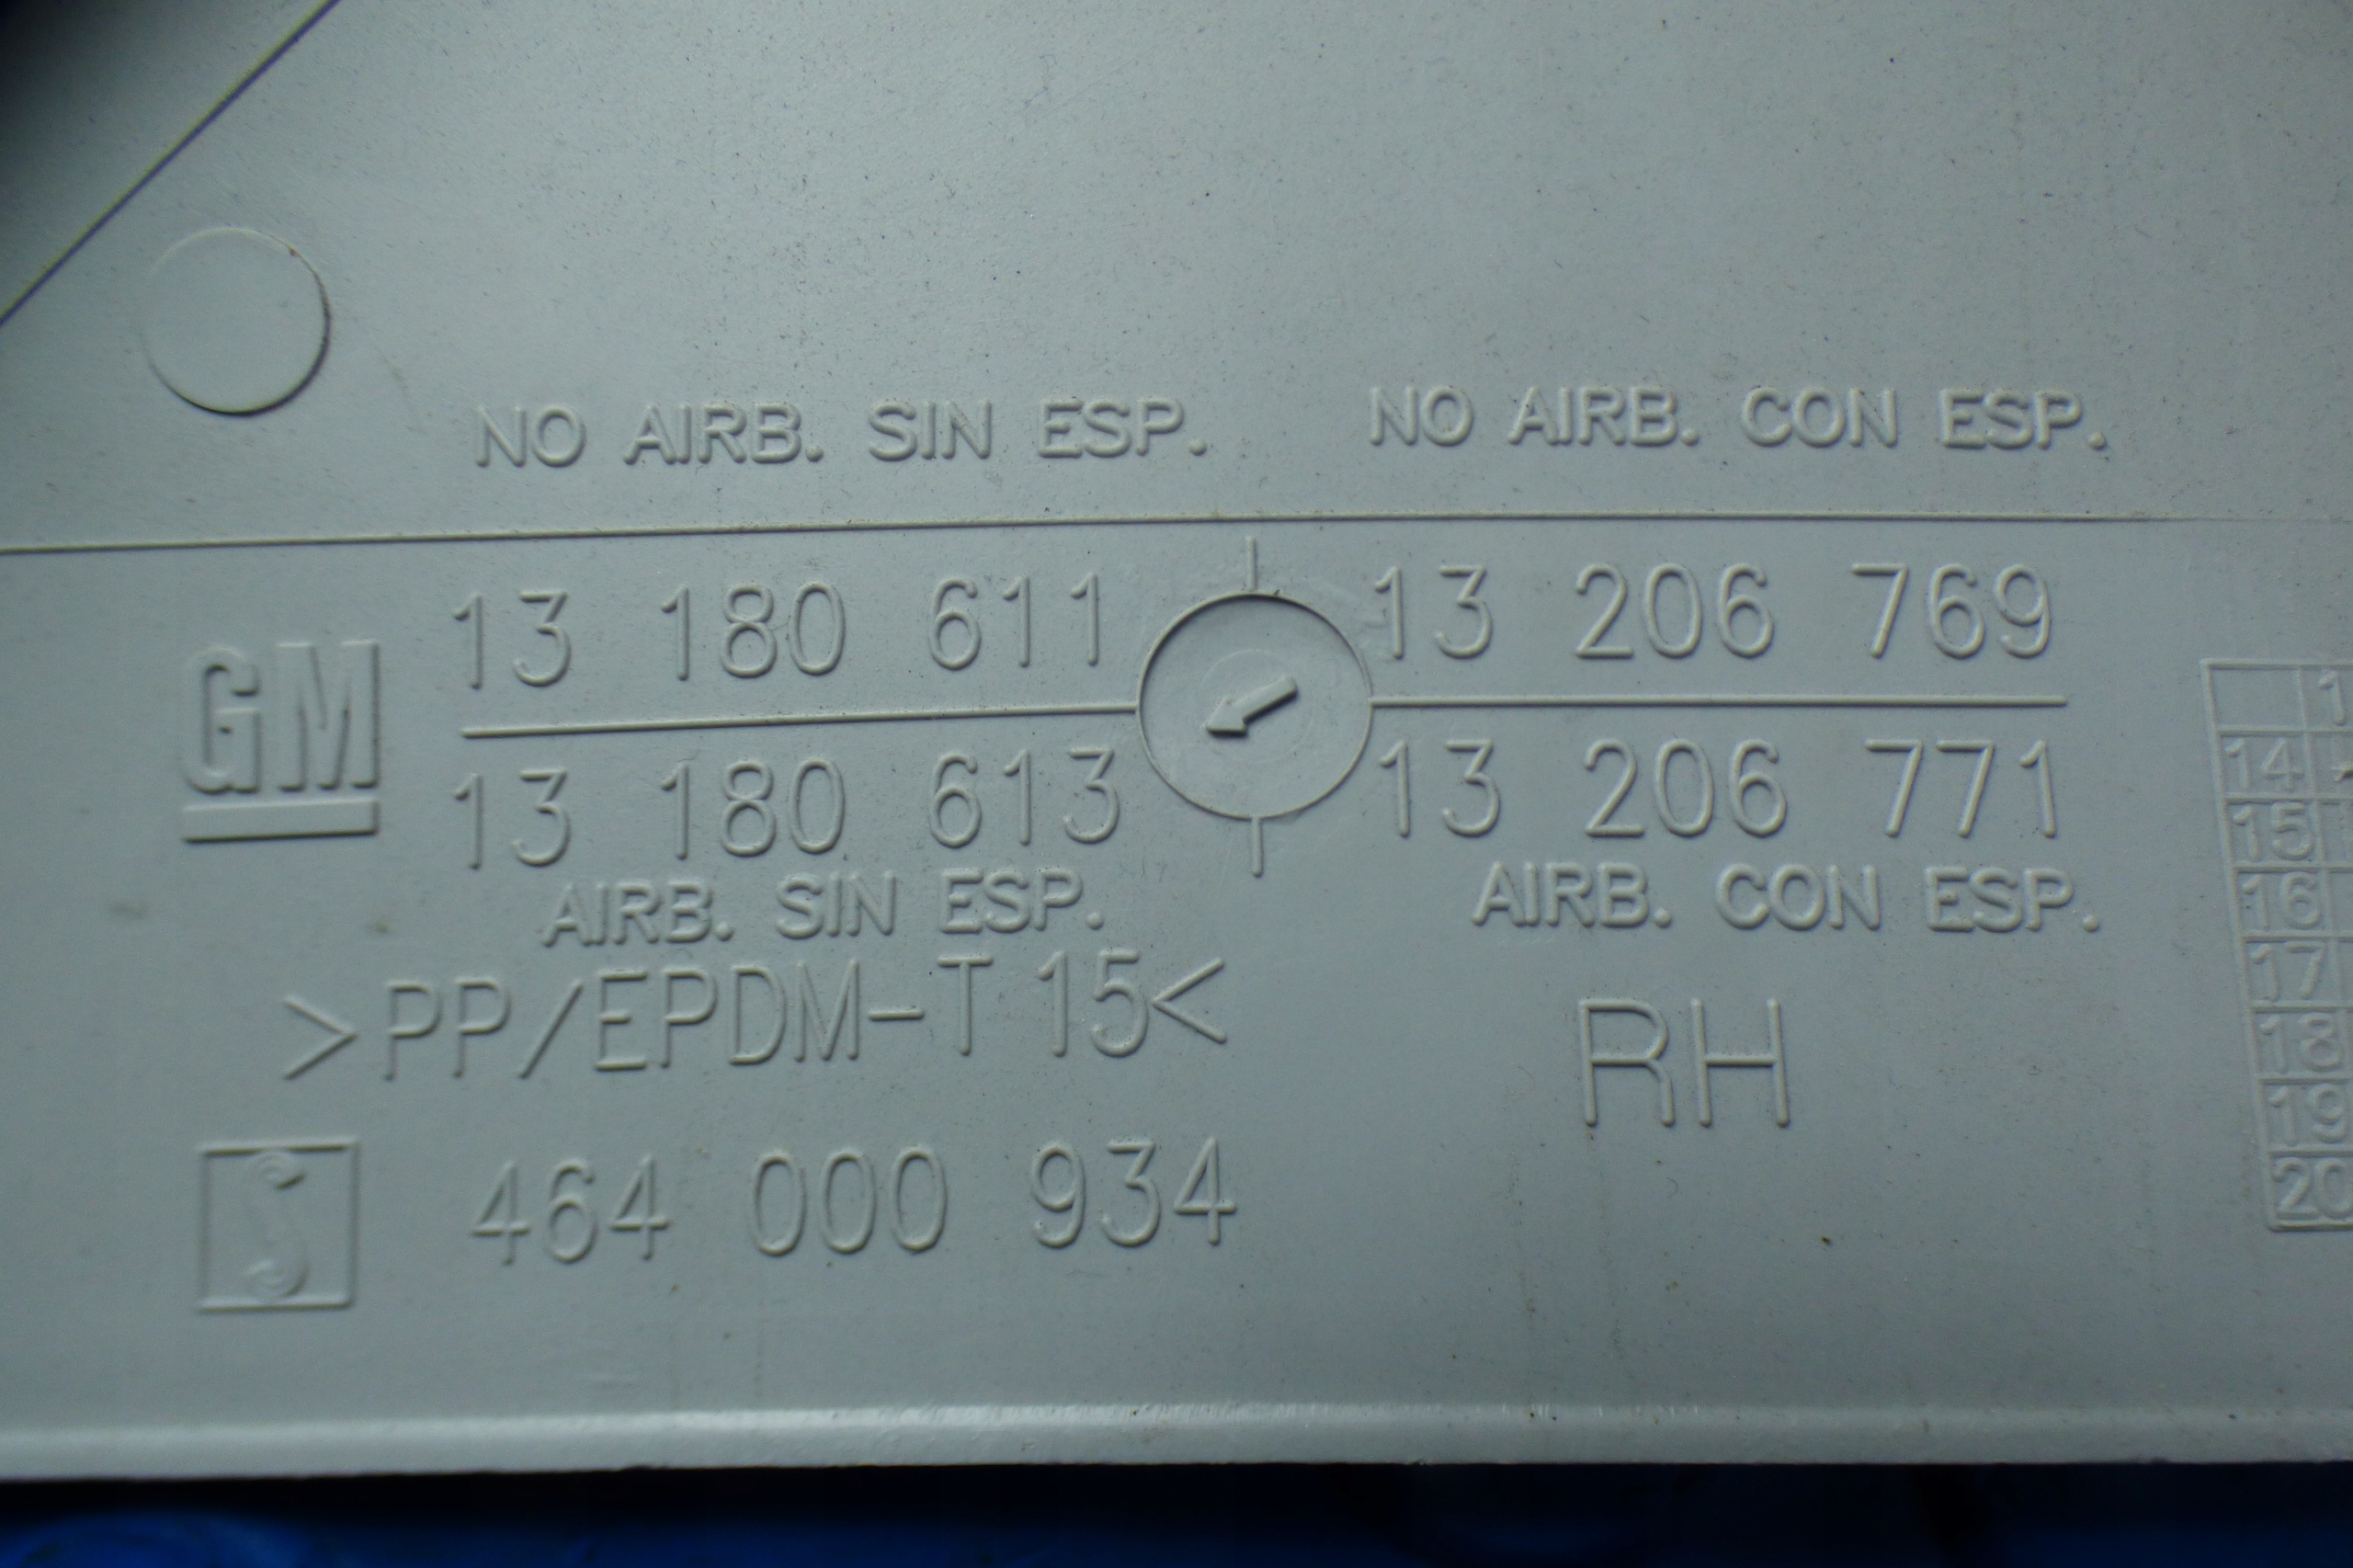 NO AIRB. SIN ESP. NO AIRB. CON ESP.
GM 13 180 611 13 206 769
13 180 613 13 206 771
AIRB. SIN ESP. AIRB. CON ESP.
>PP/EPDM-T 15<
RH
S 464 000 934
1
14
15
16
17
18
19
20